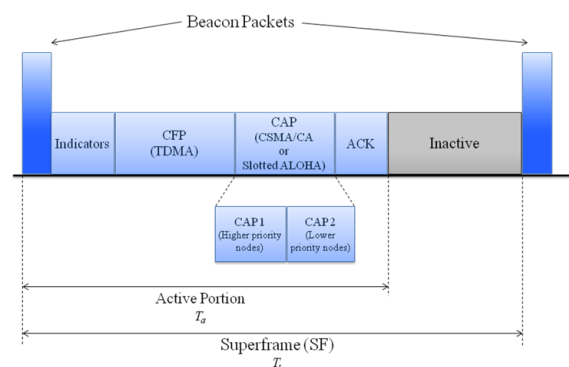 Beacon Packets
Indicators
CFP
(TDMA)
CAP
(CSMA/CA
or
Slotted ALOHA)
ACK
Inactive
CAP1
(Higher priority
nodes)
CAP2
(Lower
priority nodes)
Active Portion
Ta
Superframe (SF)